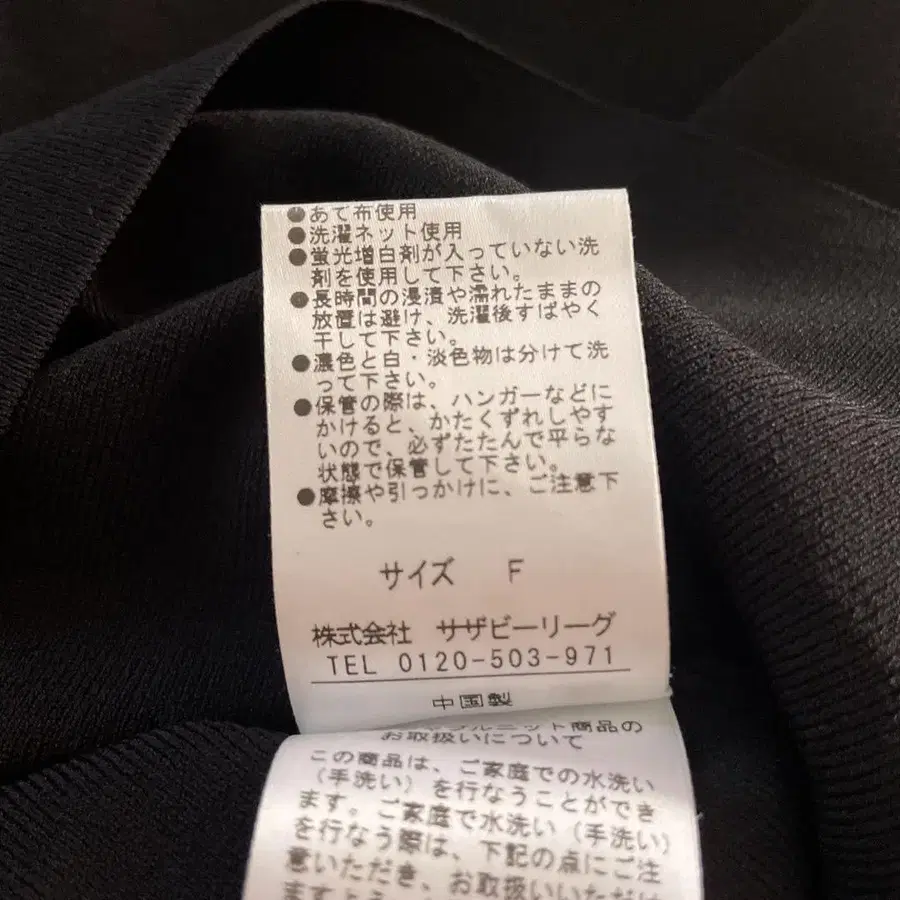 ●あて布使用
●洗濯ネット使用
●蛍光増白剤が入っていない洗
剤を使用して下さい。
●長時間の浸漬や濡れたままの
放置は避け、洗濯後すばやく
干して下さい。
●濃色と白・淡色物は分けて洗
って下さい。
●保管の際は、ハンガーなどに
かけると、かたくずれしやす
いので、必ずたたんで平らな
状態で保管して下さい。
●摩擦や引っかけに、ご注意下
さい。
サイズ F
株式会社 サザビーリーグ
TEL 0120-503-971
中国製
ルニット商品の
お取扱いについて
この商品は、ご家庭での水洗い
(手洗い)を行なうことができ
ます。ご家庭で水洗い(手洗い)
を行なう際は、下記の点にご注
意いただき、お取扱いいただけ